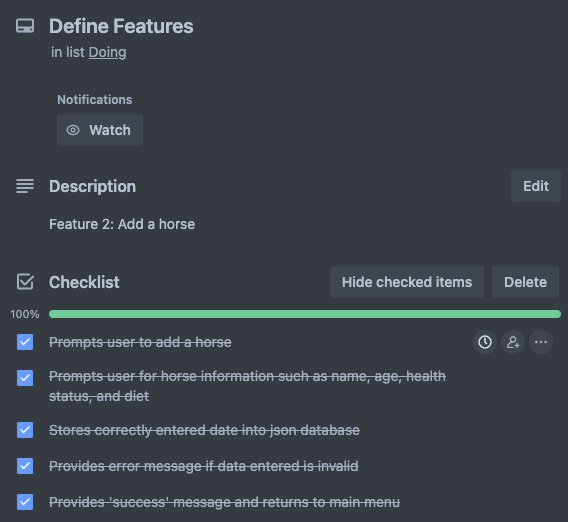 Define Features
in list Doing
Notifications
Watch
Description
Edit
Feature 2: Add a horse
Checklist
Hide checked items
Delete
100%
Prompts user to add a horse
Prompts user for horse information such as name, age, health
status, and diet
Stores correctly entered date into json database
Provides error message if data entered is invalid
Provides 'success' message and returns to main menu